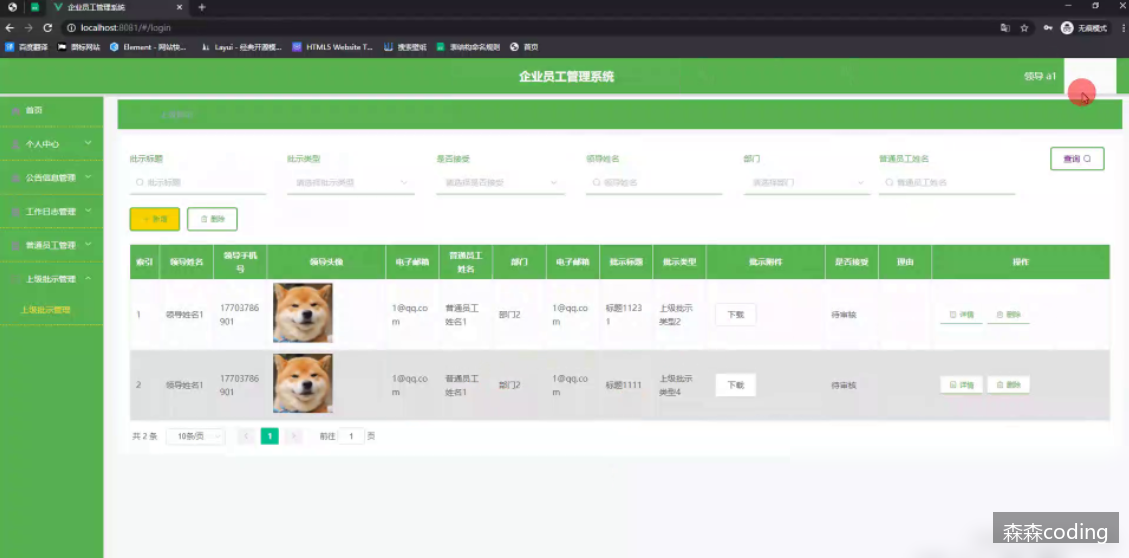 企业员工管理系统
localhost:8081/#/login
无痕模式
百度翻译 图标网站 Element - 网站快... Layui - 经典开源模... HTML5 Website T... 搜索壁纸 首页
企业员工管理系统
领导 a1
首页
个人中心
公告信息管理
工作日志管理
普通员工管理
上级批示管理
上级批示管理
批示标题 批示类型 是否接受 领导姓名 部门 普通员工姓名
批示标题 请选择批示类型 请选择是否接受 领导姓名 请选择部门 普通员工姓名
查询
新增 删除
索引 领导姓名 领导手机号 领导头像 电子邮箱 普通员工姓名 部门 电子邮箱 批示标题 批示类型 批示附件 是否接受 理由 操作
1 领导姓名1 17703786901 1@qq.com 普通员工姓名1 部门2 1@qq.com 标题11231 上级批示类型2 下载 待审核 详情 删除
2 领导姓名1 17703786901 1@qq.com 普通员工姓名1 部门2 1@qq.com 标题1111 上级批示类型4 下载 待审核 详情 删除
共 2 条 10条/页 1 前往 1 页
森森coding